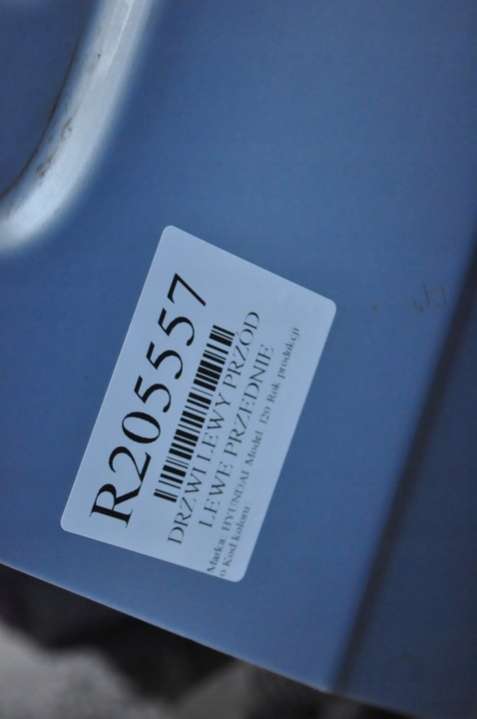 R205557
DRZWI LEWY PRZOD
LEWE PRZEDNIE
Marka: HYUNDAI Model: I20 Rok produkcji
o Kod koloru